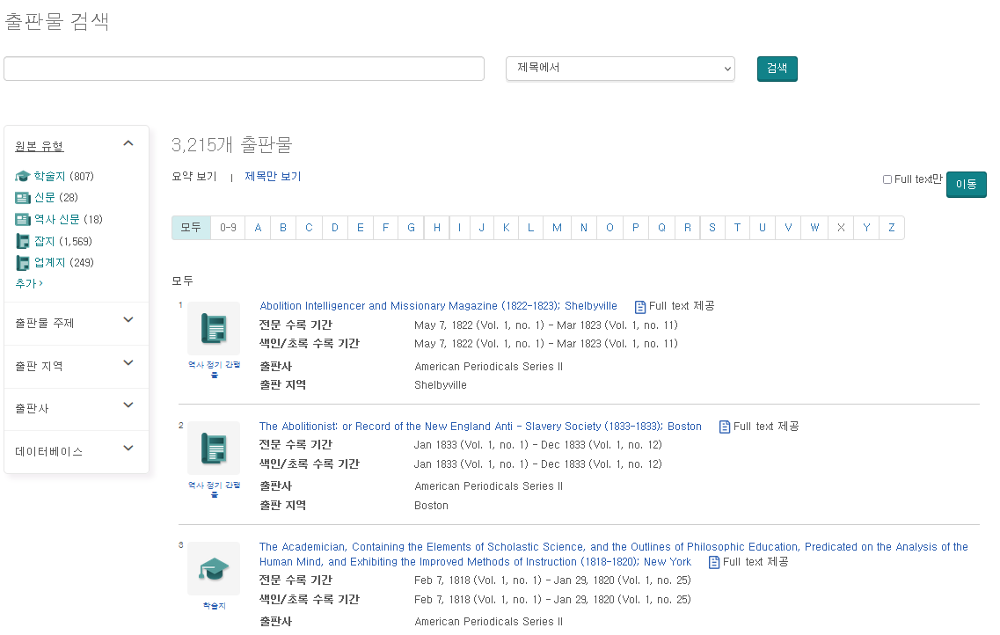 출판물 검색
제목에서
검색
원본 유형
학술지 (807)
신문 (28)
역사 신문 (18)
잡지 (1,569)
업계지 (249)
추가 ›
출판물 주제
출판 지역
출판사
데이터베이스
3,215개 출판물
요약 보기 | 제목만 보기
Full text만 이동
모두 0-9 A B C D E F G H I J K L M N O P Q R S T U V W X Y Z
모두
1
역사 정기 간행
물
Abolition Intelligencer and Missionary Magazine (1822-1823); Shelbyville Full text 제공
전문 수록 기간 May 7, 1822 (Vol. 1, no. 1) - Mar 1823 (Vol. 1, no. 11)
색인/초록 수록 기간 May 7, 1822 (Vol. 1, no. 1) - Mar 1823 (Vol. 1, no. 11)
출판사 American Periodicals Series II
출판 지역 Shelbyville
2
역사 정기 간행
물
The Abolitionist: or Record of the New England Anti - Slavery Society (1833-1833); Boston Full text 제공
전문 수록 기간 Jan 1833 (Vol. 1, no. 1) - Dec 1833 (Vol. 1, no. 12)
색인/초록 수록 기간 Jan 1833 (Vol. 1, no. 1) - Dec 1833 (Vol. 1, no. 12)
출판사 American Periodicals Series II
출판 지역 Boston
3
학술지
The Academician, Containing the Elements of Scholastic Science, and the Outlines of Philosophic Education, Predicated on the Analysis of the
Human Mind, and Exhibiting the Improved Methods of Instruction (1818-1820); New York Full text 제공
전문 수록 기간 Feb 7, 1818 (Vol. 1, no. 1) - Jan 29, 1820 (Vol. 1, no. 25)
색인/초록 수록 기간 Feb 7, 1818 (Vol. 1, no. 1) - Jan 29, 1820 (Vol. 1, no. 25)
출판사 American Periodicals Series II